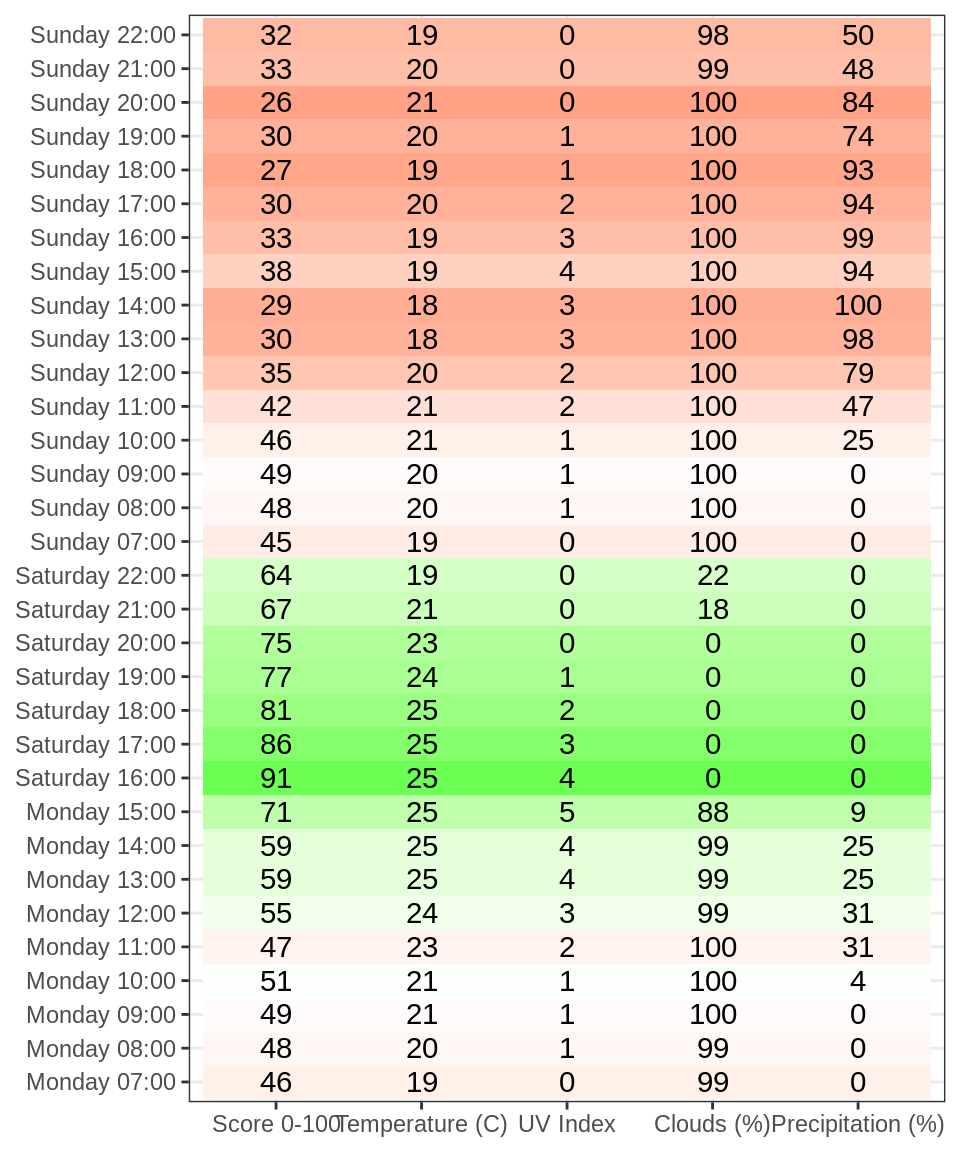 Sunday 22:00 32 19 0 98 50
Sunday 21:00 33 20 0 99 48
Sunday 20:00 26 21 0 100 84
Sunday 19:00 30 20 1 100 74
Sunday 18:00 27 19 1 100 93
Sunday 17:00 30 20 2 100 94
Sunday 16:00 33 19 3 100 99
Sunday 15:00 38 19 4 100 94
Sunday 14:00 29 18 3 100 100
Sunday 13:00 30 18 3 100 98
Sunday 12:00 35 20 2 100 79
Sunday 11:00 42 21 2 100 47
Sunday 10:00 46 21 1 100 25
Sunday 09:00 49 20 1 100 0
Sunday 08:00 48 20 1 100 0
Sunday 07:00 45 19 0 100 0
Saturday 22:00 64 19 0 22 0
Saturday 21:00 67 21 0 18 0
Saturday 20:00 75 23 0 0 0
Saturday 19:00 77 24 1 0 0
Saturday 18:00 81 25 2 0 0
Saturday 17:00 86 25 3 0 0
Saturday 16:00 91 25 4 0 0
Monday 15:00 71 25 5 88 9
Monday 14:00 59 25 4 99 25
Monday 13:00 59 25 4 99 25
Monday 12:00 55 24 3 99 31
Monday 11:00 47 23 2 100 31
Monday 10:00 51 21 1 100 4
Monday 09:00 49 21 1 100 0
Monday 08:00 48 20 1 99 0
Monday 07:00 46 19 0 99 0
Score 0-100 Temperature (C) UV Index Clouds (%) Precipitation (%)